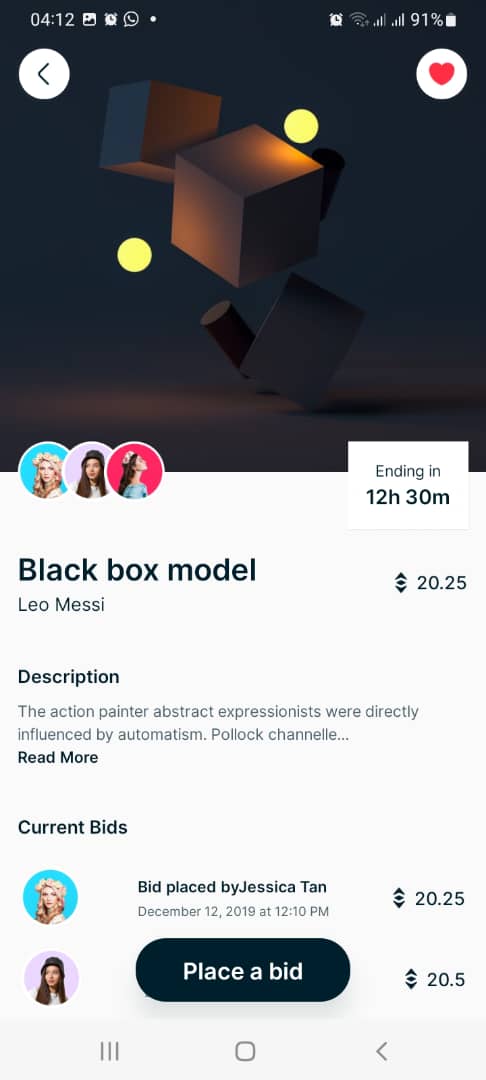 04:12
91%
Ending in
12h 30m
Black box model
20.25
Leo Messi
Description
The action painter abstract expressionists were directly
influenced by automatism. Pollock channelle...
Read More
Current Bids
Bid placed byJessica Tan
20.25
December 12, 2019 at 12:10 PM
Place a bid
20.5